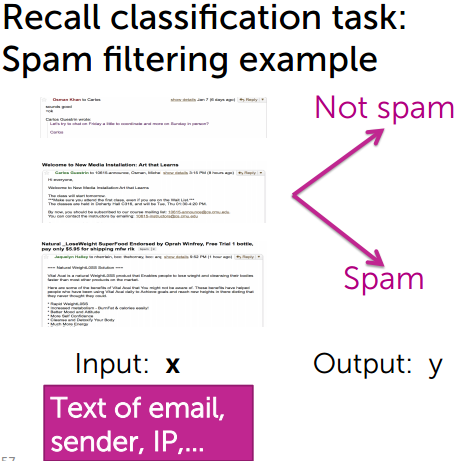 Recall classification task:
Spam filtering example
Osman Khan to Carlos show details Jan 7 (6 days ago) Reply
sounds good
+ok
Carlos Guestrin wrote:
Let's try to chat on Friday a little to coordinate and more on Sunday in person?
Carlos
Not spam
Welcome to New Media Installation: Art that Learns
Carlos Guestrin to 10615-announce, Osman, Michel show details 3:15 PM (8 hours ago) Reply
Hi everyone,
Welcome to New Media Installation:Art that Learns
The class will start tomorrow.
***Make sure you attend the first class, even if you are on the Wait List.***
The classes are held in Doherty Hall C316, and will be Tue, Thu 01:30-4:20 PM.
By now, you should be subscribed to our course mailing list: 10615-announce@cs.cmu.edu.
You can contact the instructors by emailing: 10615-instructors@cs.cmu.edu
Natural _LoseWeight SuperFood Endorsed by Oprah Winfrey, Free Trial 1 bottle,
pay only $5.95 for shipping mfw rlk
Jaquelyn Halley to nherrlein, bcc: thehorney, bcc: ang show details 9:52 PM (1 hour ago) Reply
=== Natural WeightLOSS Solution ===
Vital Acai is a natural WeightLOSS product that Enables people to lose wieght and cleansing their bodies
faster than most other products on the market.
Here are some of the benefits of Vital Acai that You might not be aware of. These benefits have helped
people who have been using Vital Acai daily to Achieve goals and reach new heights in there dieting that
they never thought they could.
* Rapid WeightLOSS
* Increased metabolism - BurnFat & calories easily!
* Better Mood and Attitude
* More Self Confidence
* Cleanse and Detoxify Your Body
* Much More Energy
Spam
Input: x
Output: y
Text of email,
sender, IP,...
57